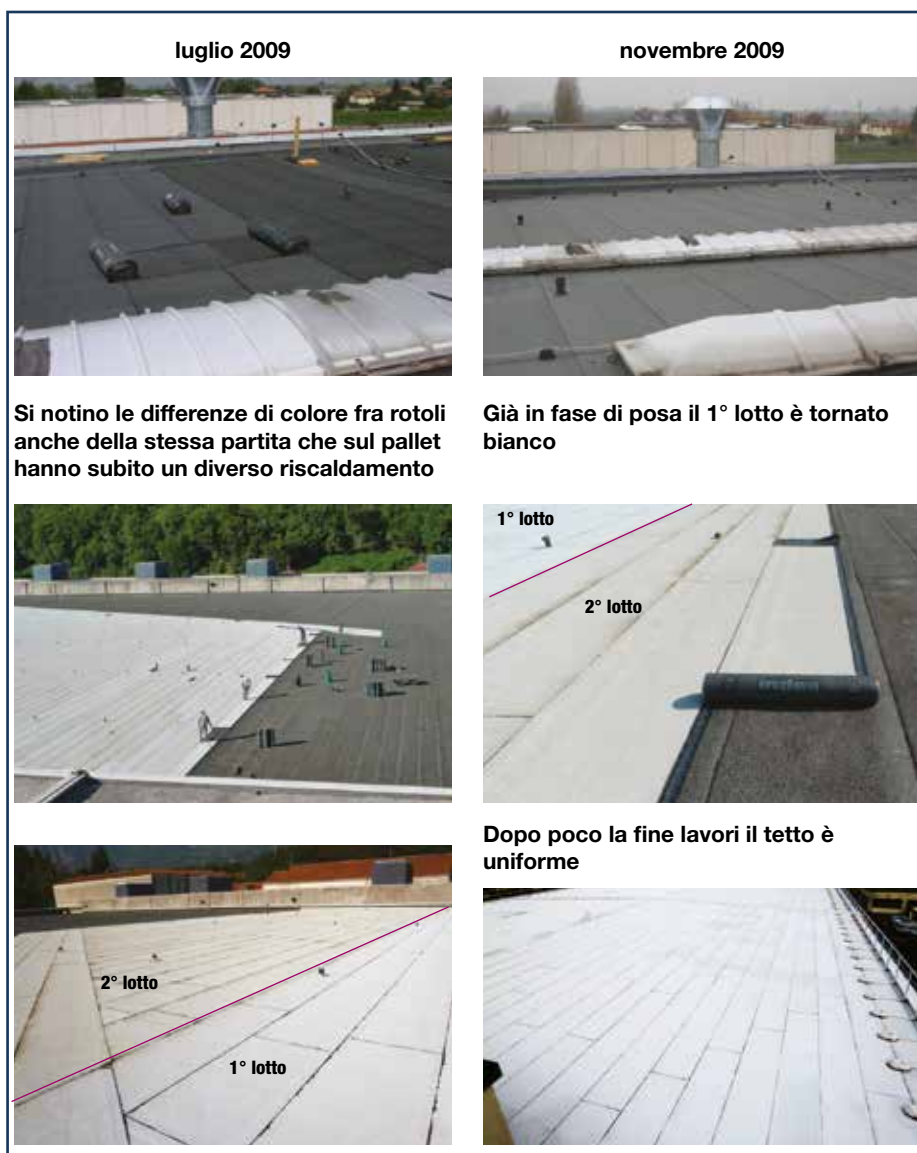 luglio 2009
novembre 2009
Si notino le differenze di colore fra rotoli
anche della stessa partita che sul pallet
hanno subito un diverso riscaldamento
Già in fase di posa il 1° lotto è tornato
bianco
1° lotto
2° lotto
Dopo poco la fine lavori il tetto è
uniforme
2° lotto
1° lotto